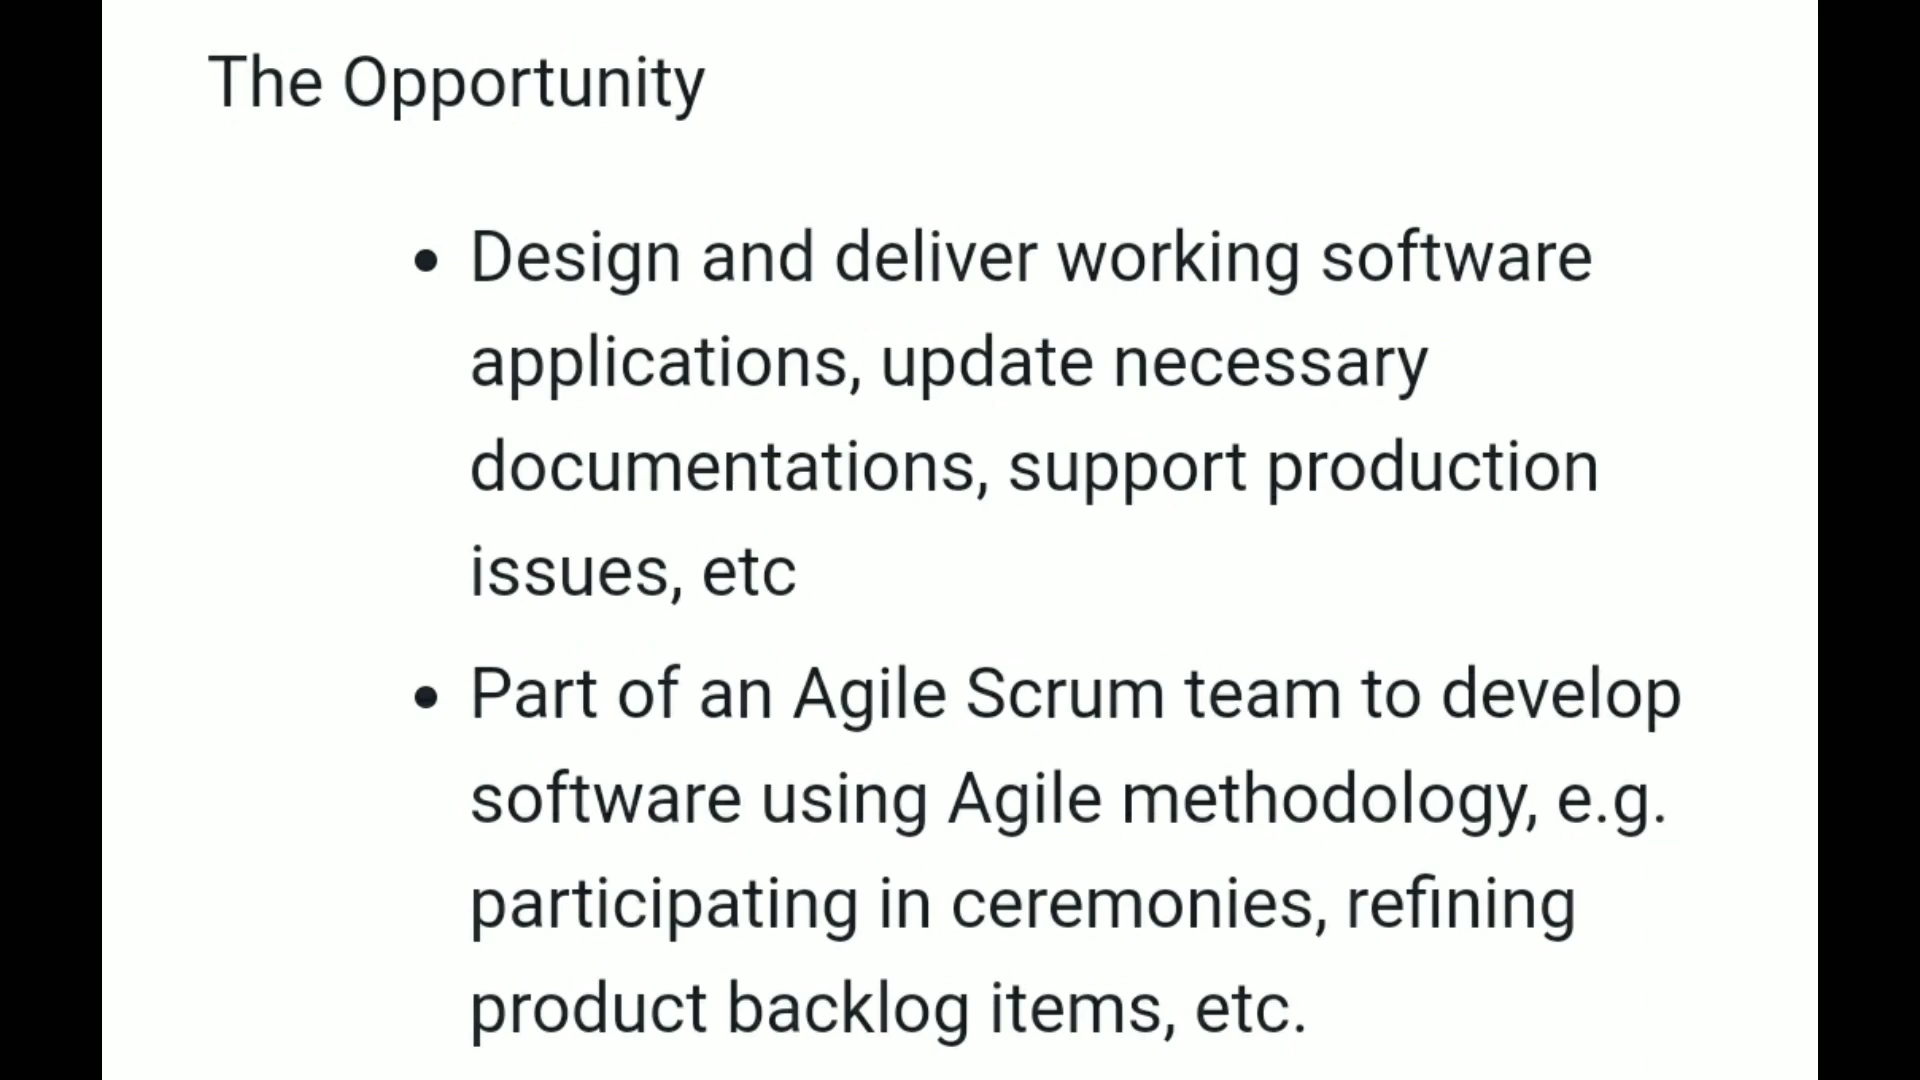 The Opportunity
• Design and deliver working software
applications, update necessary
documentations, support production
issues, etc
• Part of an Agile Scrum team to develop
software using Agile methodology, e.g.
participating in ceremonies, refining
product backlog items, etc.